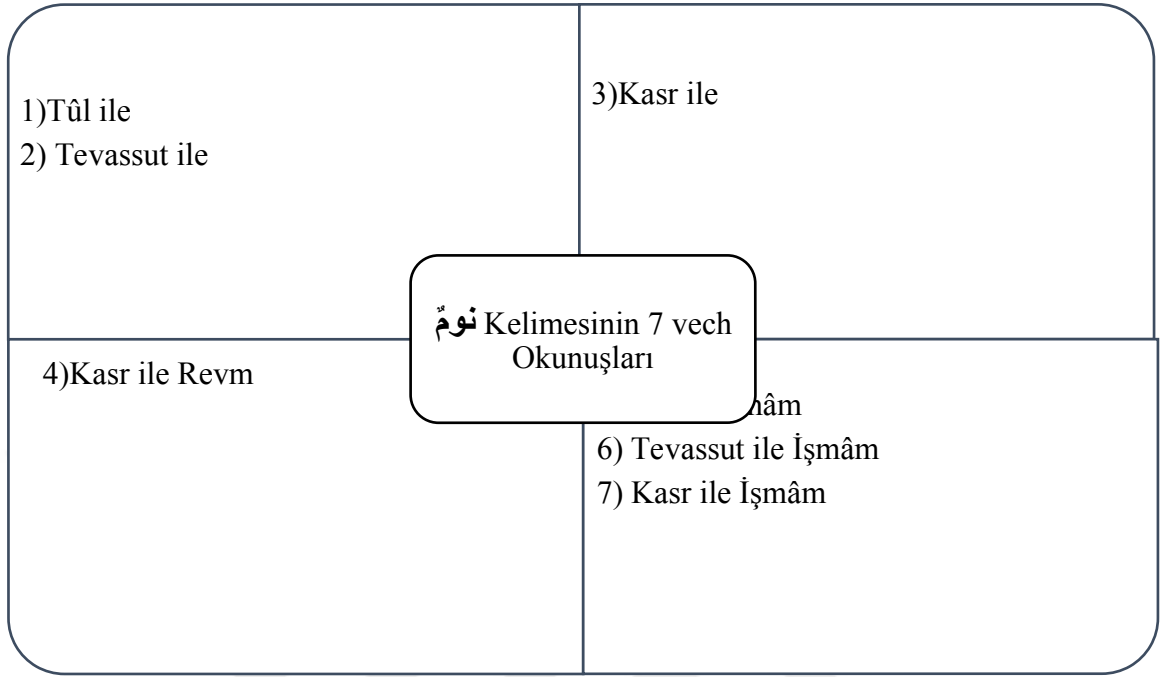 1)Tûl ile
2) Tevassut ile
3)Kasr ile
نومٌ Kelimesinin 7 vech
Okunuşları
4)Kasr ile Revm
6) Tevassut ile İşmâm
7) Kasr ile İşmâm